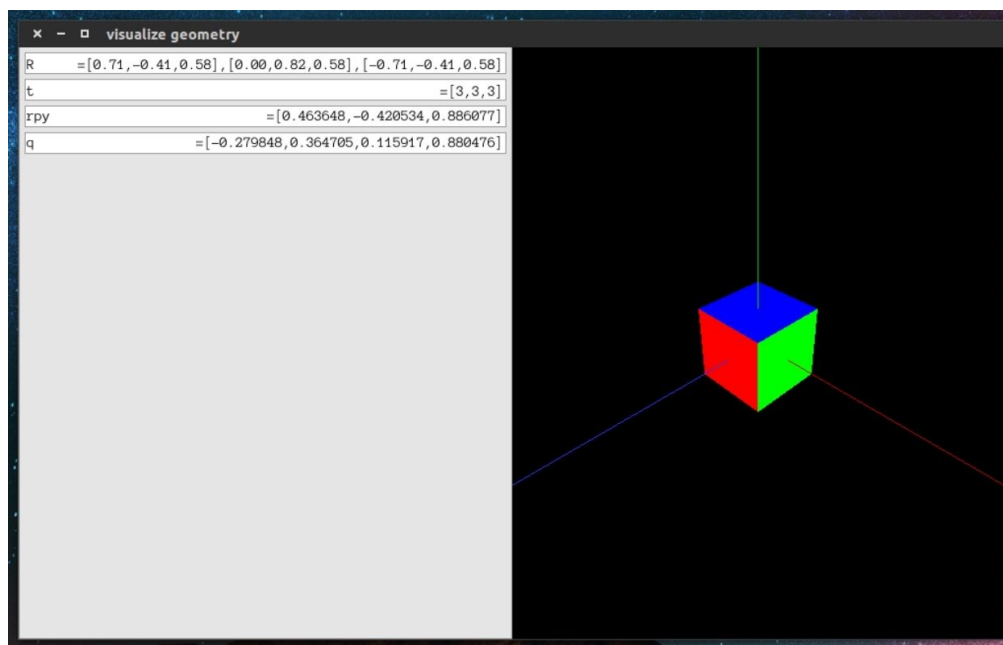 visualize geometry
R =[0.71,-0.41,0.58],[0.00,0.82,0.58],[-0.71,-0.41,0.58]
t =[3,3,3]
rpy =[0.463648,-0.420534,0.886077]
q =[-0.279848,0.364705,0.115917,0.880476]